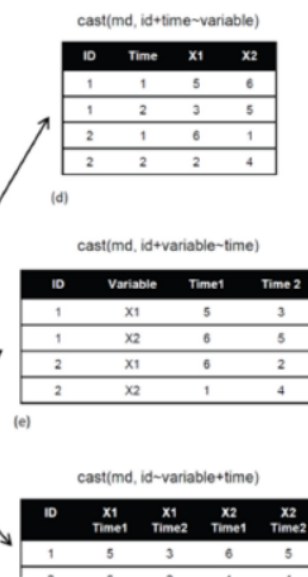 cast(md, id+time~variable)
ID Time X1 X2
1 1 5 6
1 2 3 5
2 1 6 1
2 2 2 4
(d)
cast(md, id+variable~time)
ID Variable Time1 Time 2
1 X1 5 3
1 X2 6 5
2 X1 6 2
2 X2 1 4
(e)
cast(md, id~variable+time)
ID X1 X1 X2 X2
Time1 Time2 Time1 Time2
1 5 3 6 5